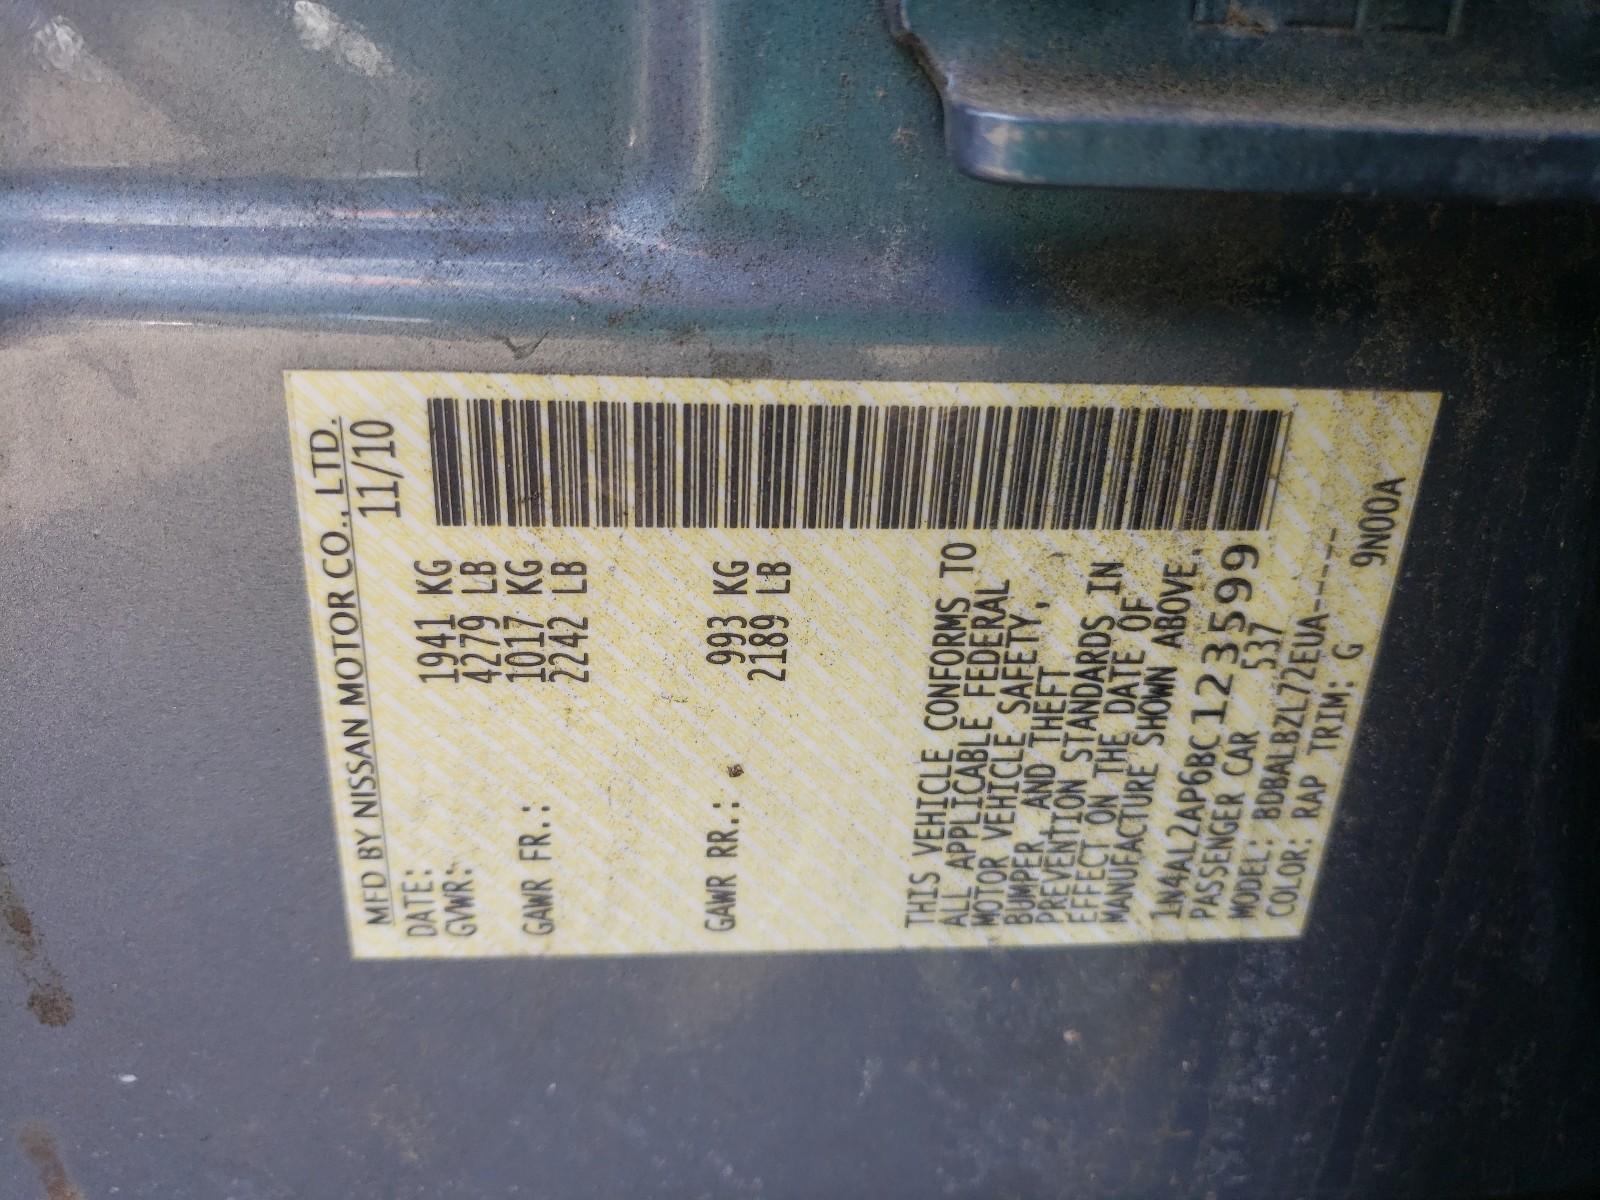 MFD BY NISSAN MOTOR CO., LTD.
DATE: 11/10
GVWR: 1941 KG
4279 LB
GAWR FR.: 1017 KG
2242 LB
GAWR RR.: 993 KG
2189 LB
THIS VEHICLE CONFORMS TO
ALL APPLICABLE FEDERAL
MOTOR VEHICLE SAFETY,
BUMPER, AND THEFT
PREVENTION STANDARDS IN
EFFECT ON THE DATE OF
MANUFACTURE SHOWN ABOVE.
1N4AL2AP6BC123599
PASSENGER CAR 537
MODEL: BDBALBZL72EUA-----
COLOR: RAP TRIM: G 9N00A